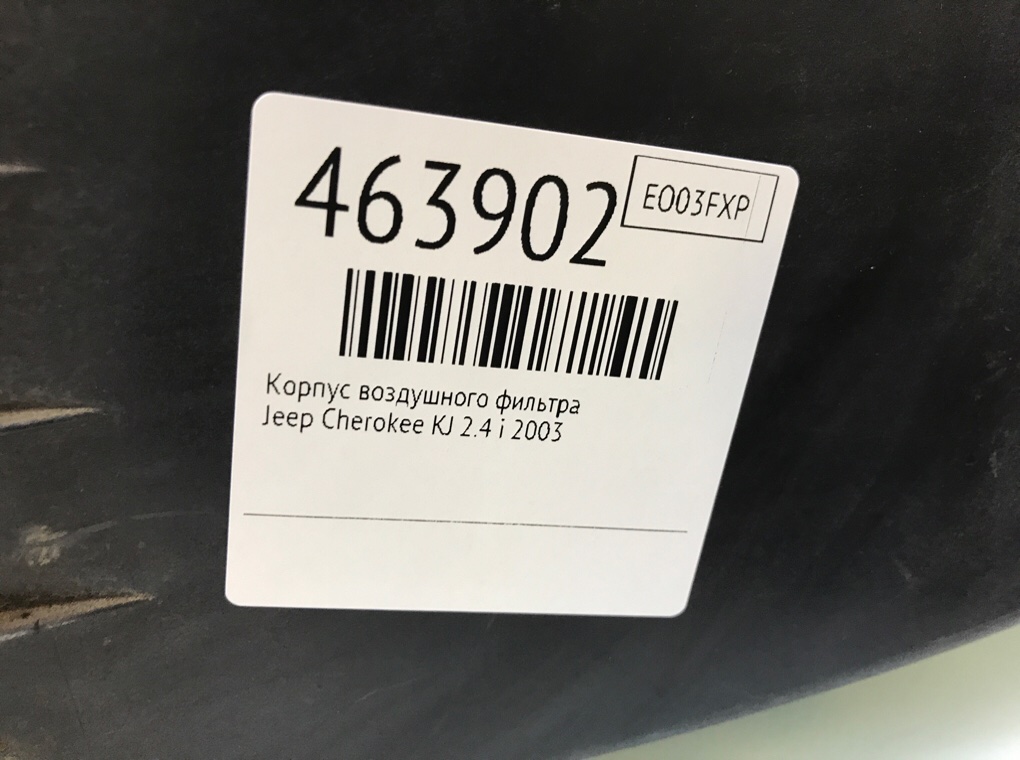 463902
E003FXP
Корпус воздушного фильтра
Jeep Cherokee KJ 2.4 i 2003